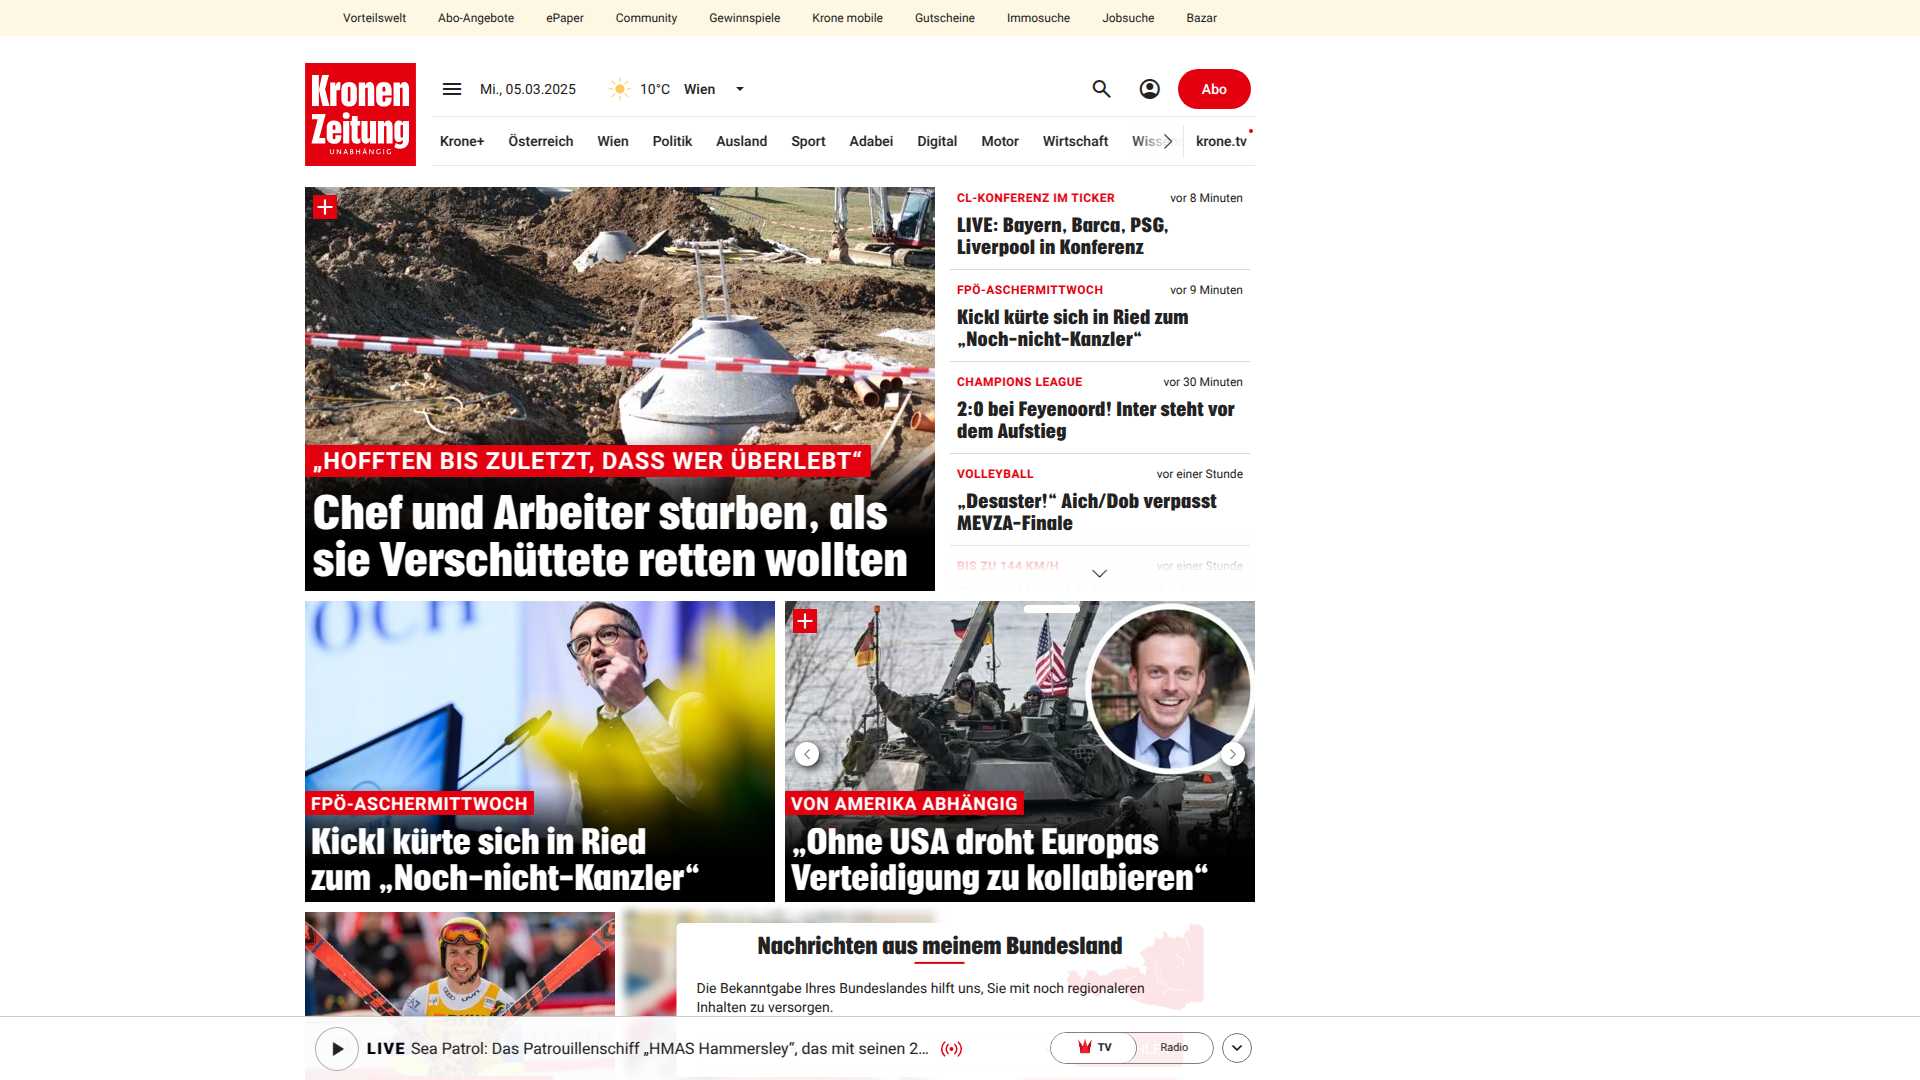 Vorteilswelt Abo-Angebote ePaper Community Gewinnspiele Krone mobile Gutscheine Immosuche Jobsuche Bazar
Kronen
Zeitung
UNABHÄNGIG
Mi., 05.03.2025 10°C Wien
Abo
Krone+ Österreich Wien Politik Ausland Sport Adabei Digital Motor Wirtschaft krone.tv
„HOFFTEN BIS ZULETZT, DASS WER ÜBERLEBT“
Chef und Arbeiter starben, als
sie Verschüttete retten wollten
CL-KONFERENZ IM TICKER vor 8 Minuten
LIVE: Bayern, Barca, PSG,
Liverpool in Konferenz
FPÖ-ASCHERMITTWOCH vor 9 Minuten
Kickl kürte sich in Ried zum
„Noch-nicht-Kanzler“
CHAMPIONS LEAGUE vor 30 Minuten
2:0 bei Feyenoord! Inter steht vor
dem Aufstieg
VOLLEYBALL vor einer Stunde
„Desaster!“ Aich/Dob verpasst
MEVZA-Finale
BIS ZU 144 KM/H vor einer Stunde
FPÖ-ASCHERMITTWOCH
Kickl kürte sich in Ried
zum „Noch-nicht-Kanzler“
VON AMERIKA ABHÄNGIG
„Ohne USA droht Europas
Verteidigung zu kollabieren“
Nachrichten aus meinem Bundesland
Die Bekanntgabe Ihres Bundeslandes hilft uns, Sie mit noch regionaleren
Inhalten zu versorgen.
LIVE Sea Patrol: Das Patrouillenschiff „HMAS Hammersley“, das mit seinen 2...
TV Radio